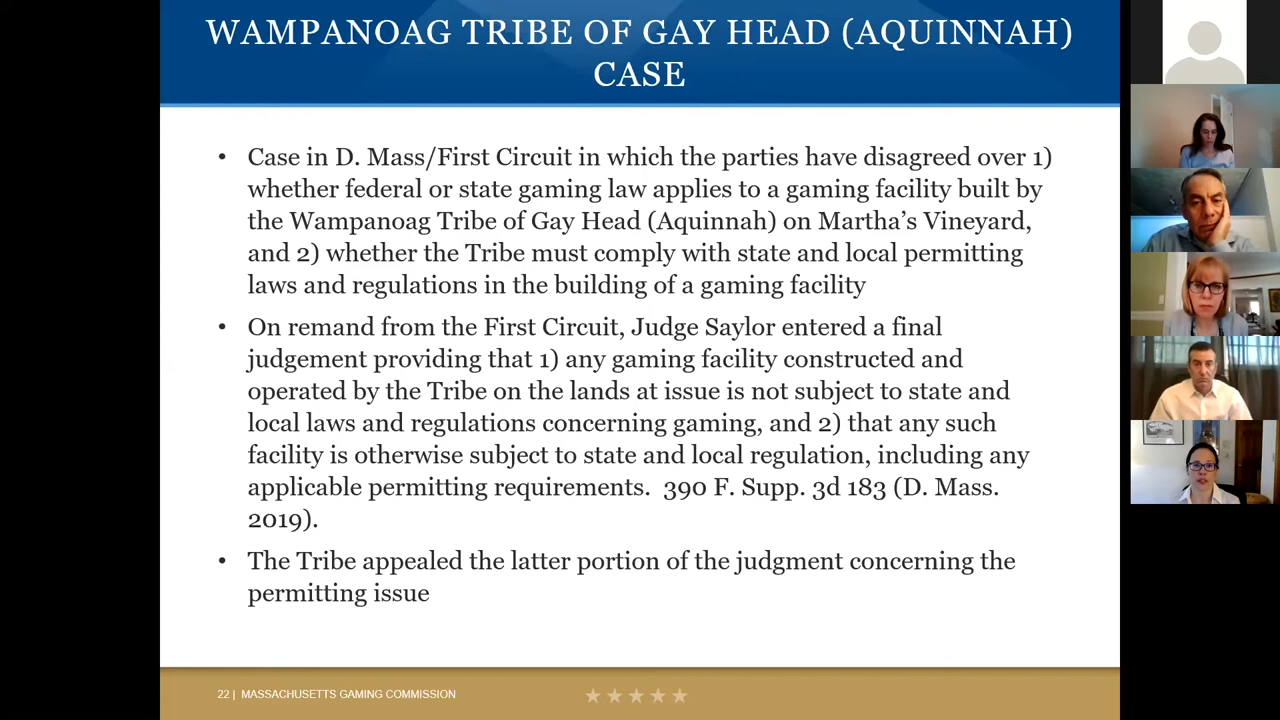 WAMPANOAG TRIBE OF GAY HEAD (AQUINNAH)
CASE
• Case in D. Mass/First Circuit in which the parties have disagreed over 1)
whether federal or state gaming law applies to a gaming facility built by
the Wampanoag Tribe of Gay Head (Aquinnah) on Martha’s Vineyard,
and 2) whether the Tribe must comply with state and local permitting
laws and regulations in the building of a gaming facility
• On remand from the First Circuit, Judge Saylor entered a final
judgement providing that 1) any gaming facility constructed and
operated by the Tribe on the lands at issue is not subject to state and
local laws and regulations concerning gaming, and 2) that any such
facility is otherwise subject to state and local regulation, including any
applicable permitting requirements.  390 F. Supp. 3d 183 (D. Mass.
2019).
• The Tribe appealed the latter portion of the judgment concerning the
permitting issue
22 | MASSACHUSETTS GAMING COMMISSION